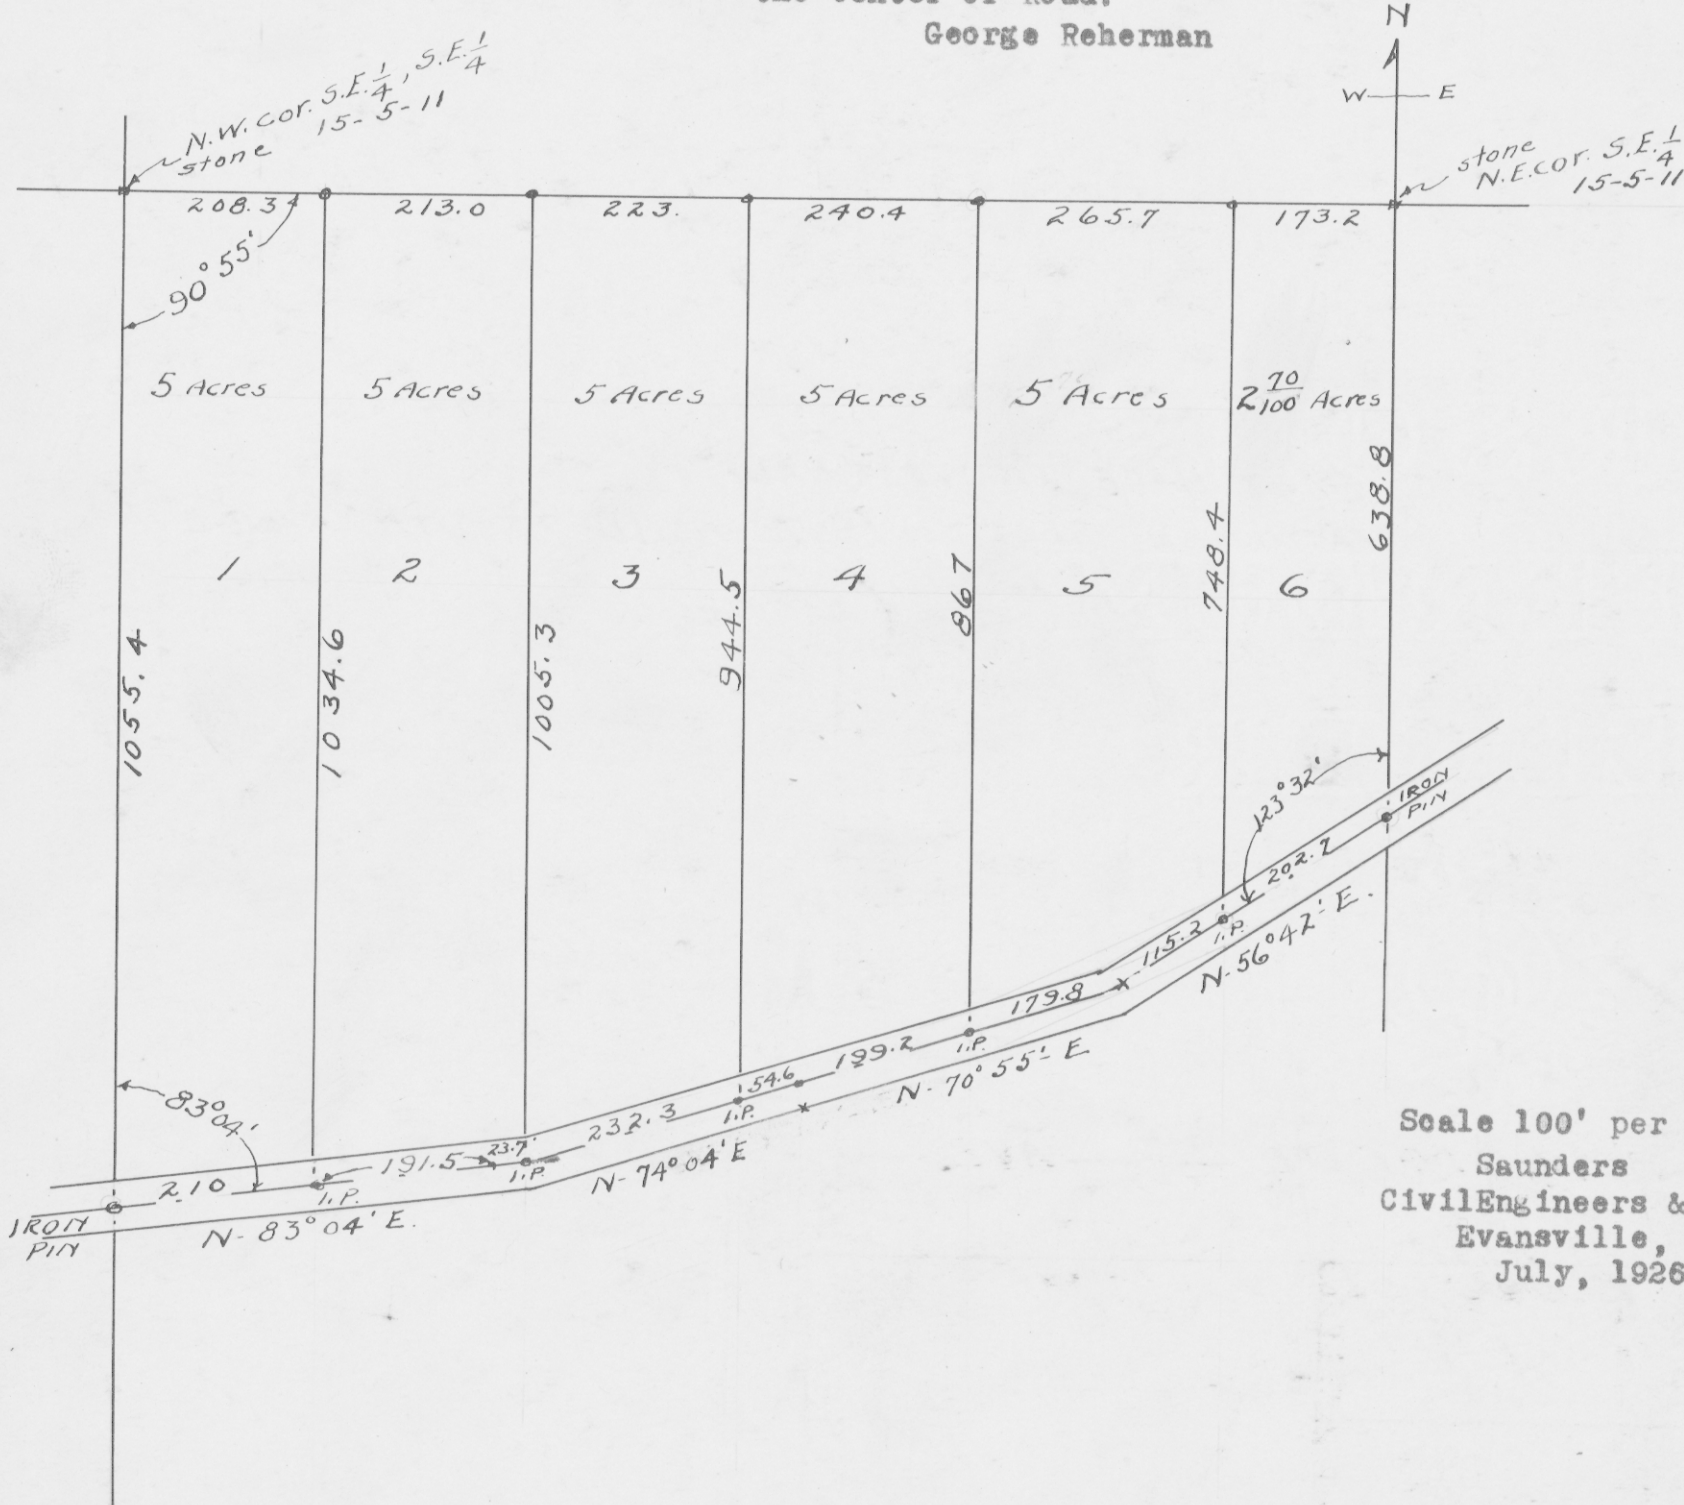 the center of Road.
George Reherman
N
W E
N.W. cor. S.E. 1/4, S.E. 1/4
stone 15-5-11
stone
N.E. cor. S.E. 1/4
15-5-11
208.34 213.0 223. 240.4 265.7 173.2
90°55'
5 Acres 5 Acres 5 Acres 5 Acres 5 Acres 2 70/100 Acres
1 2 3 4 5 6
1055.4
1034.6
1005.3
944.5
867
748.4
638.8
123°32'
IRON
PIN
202.7
I.P.
115.2
N-56°42'-E.
179.8
I.P.
199.2
N-70°55'-E
54.6
I.P.
232.3
N-74°04'E
23.7
I.P.
191.5
I.P.
83°04'
210
IRON
PIN
N-83°04'E.
Scale 100' per
Saunders
CivilEngineers &
Evansville,
July, 1926